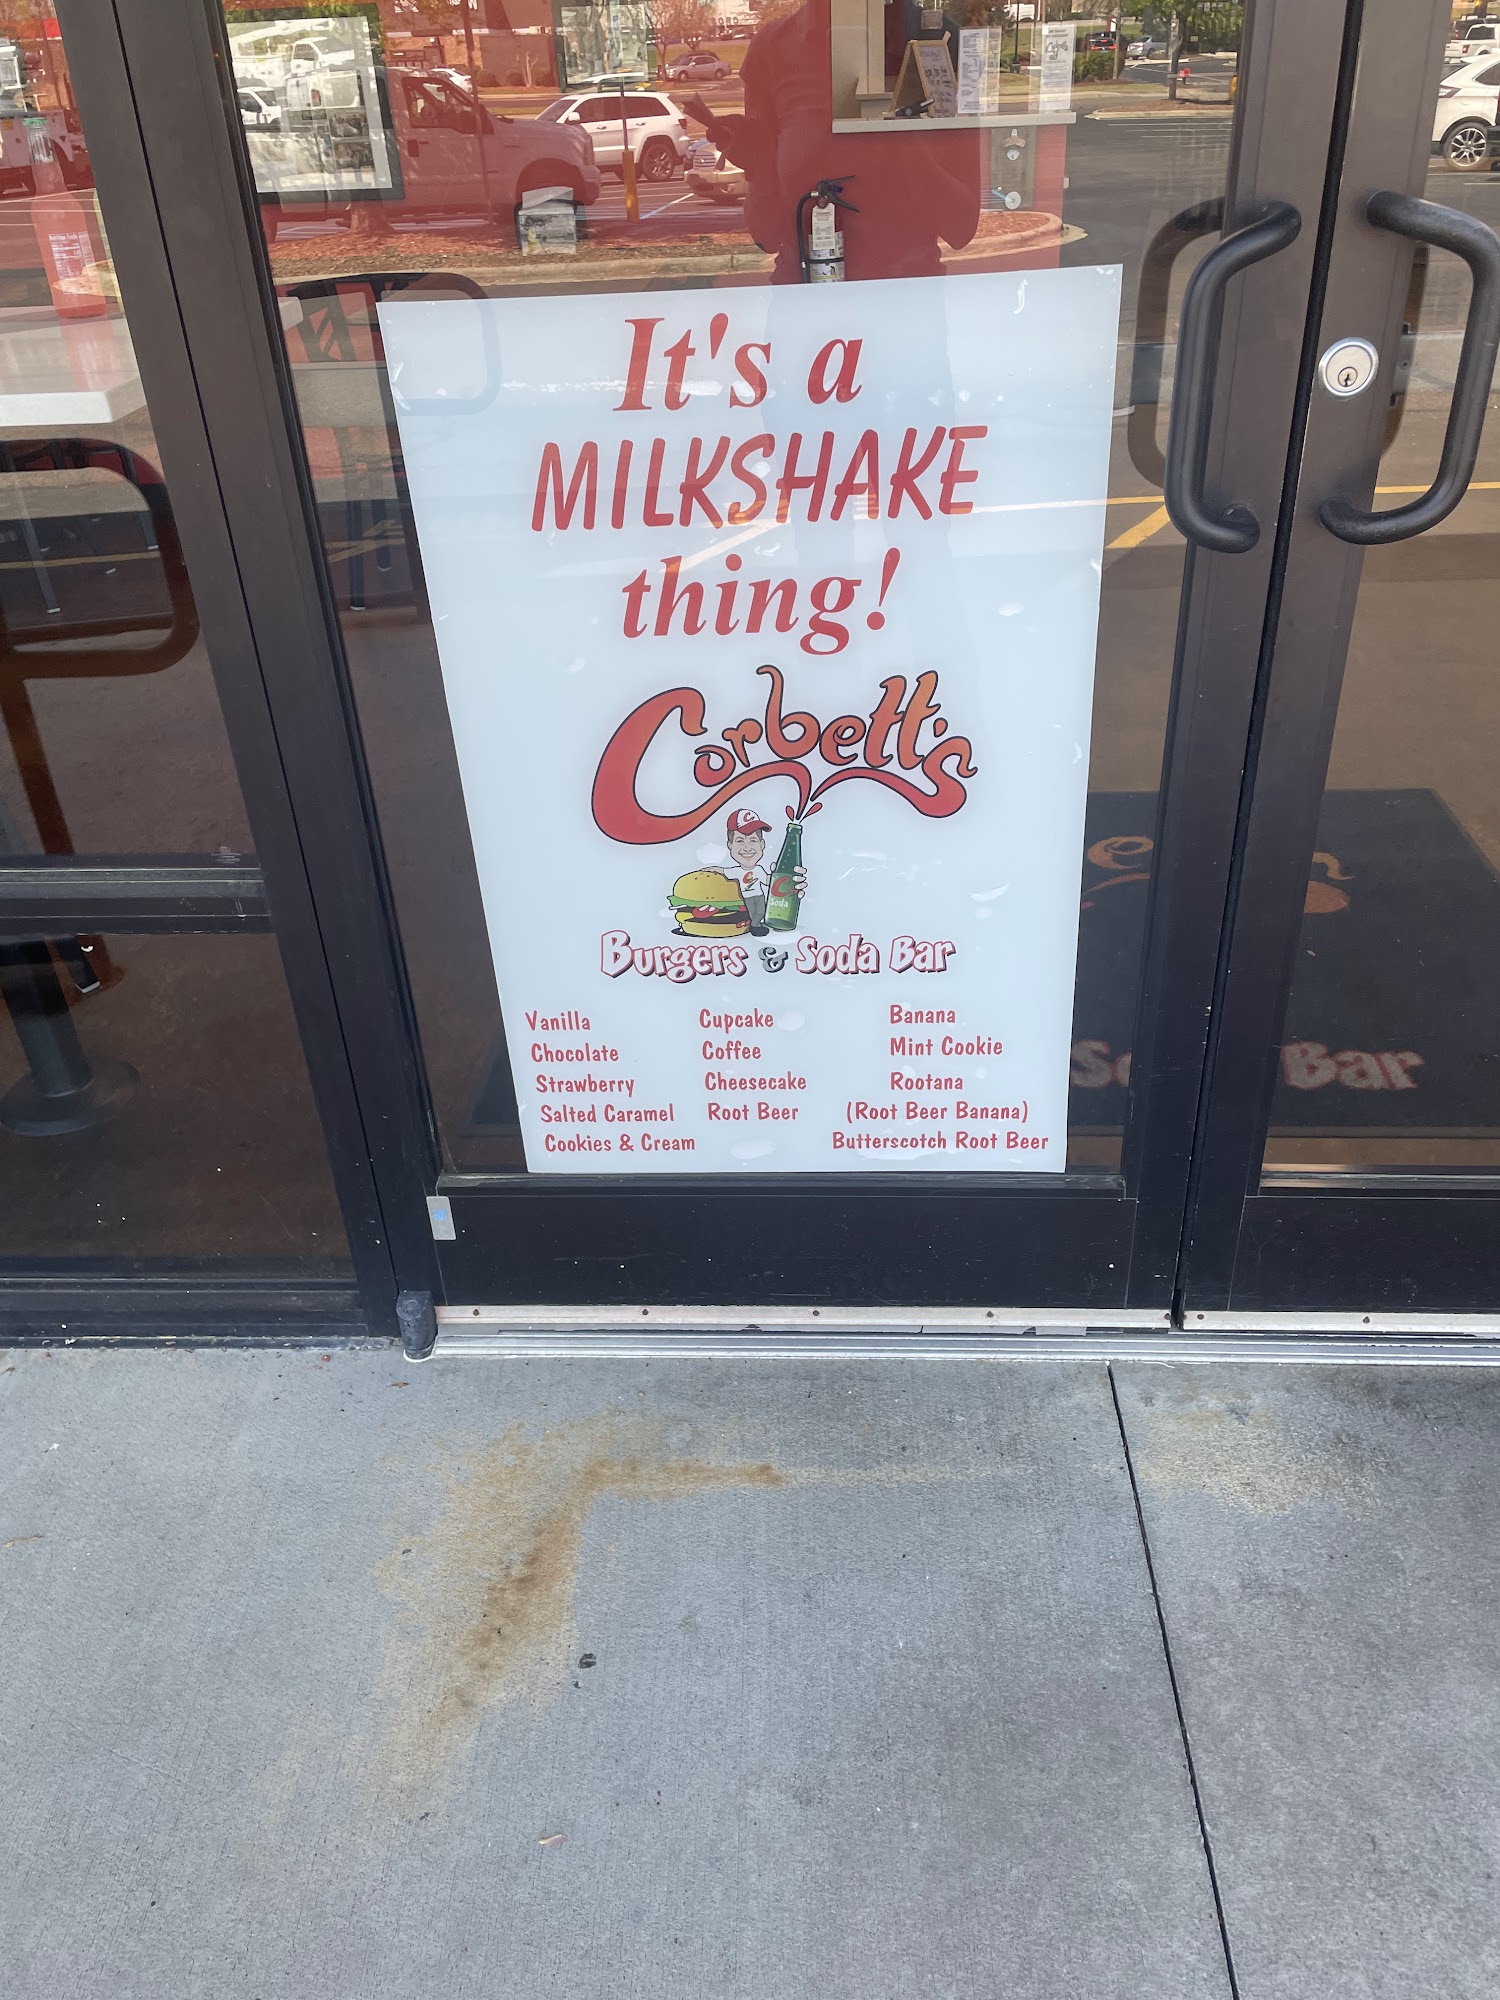 It's a
MILKSHAKE
thing!
Corbett's
C
C
Soda
Burgers & Soda Bar
Vanilla
Chocolate
Strawberry
Salted Caramel
Cookies & Cream
Cupcake
Coffee
Cheesecake
Root Beer
Banana
Mint Cookie
Rootana
(Root Beer Banana)
Butterscotch Root Beer
Bar